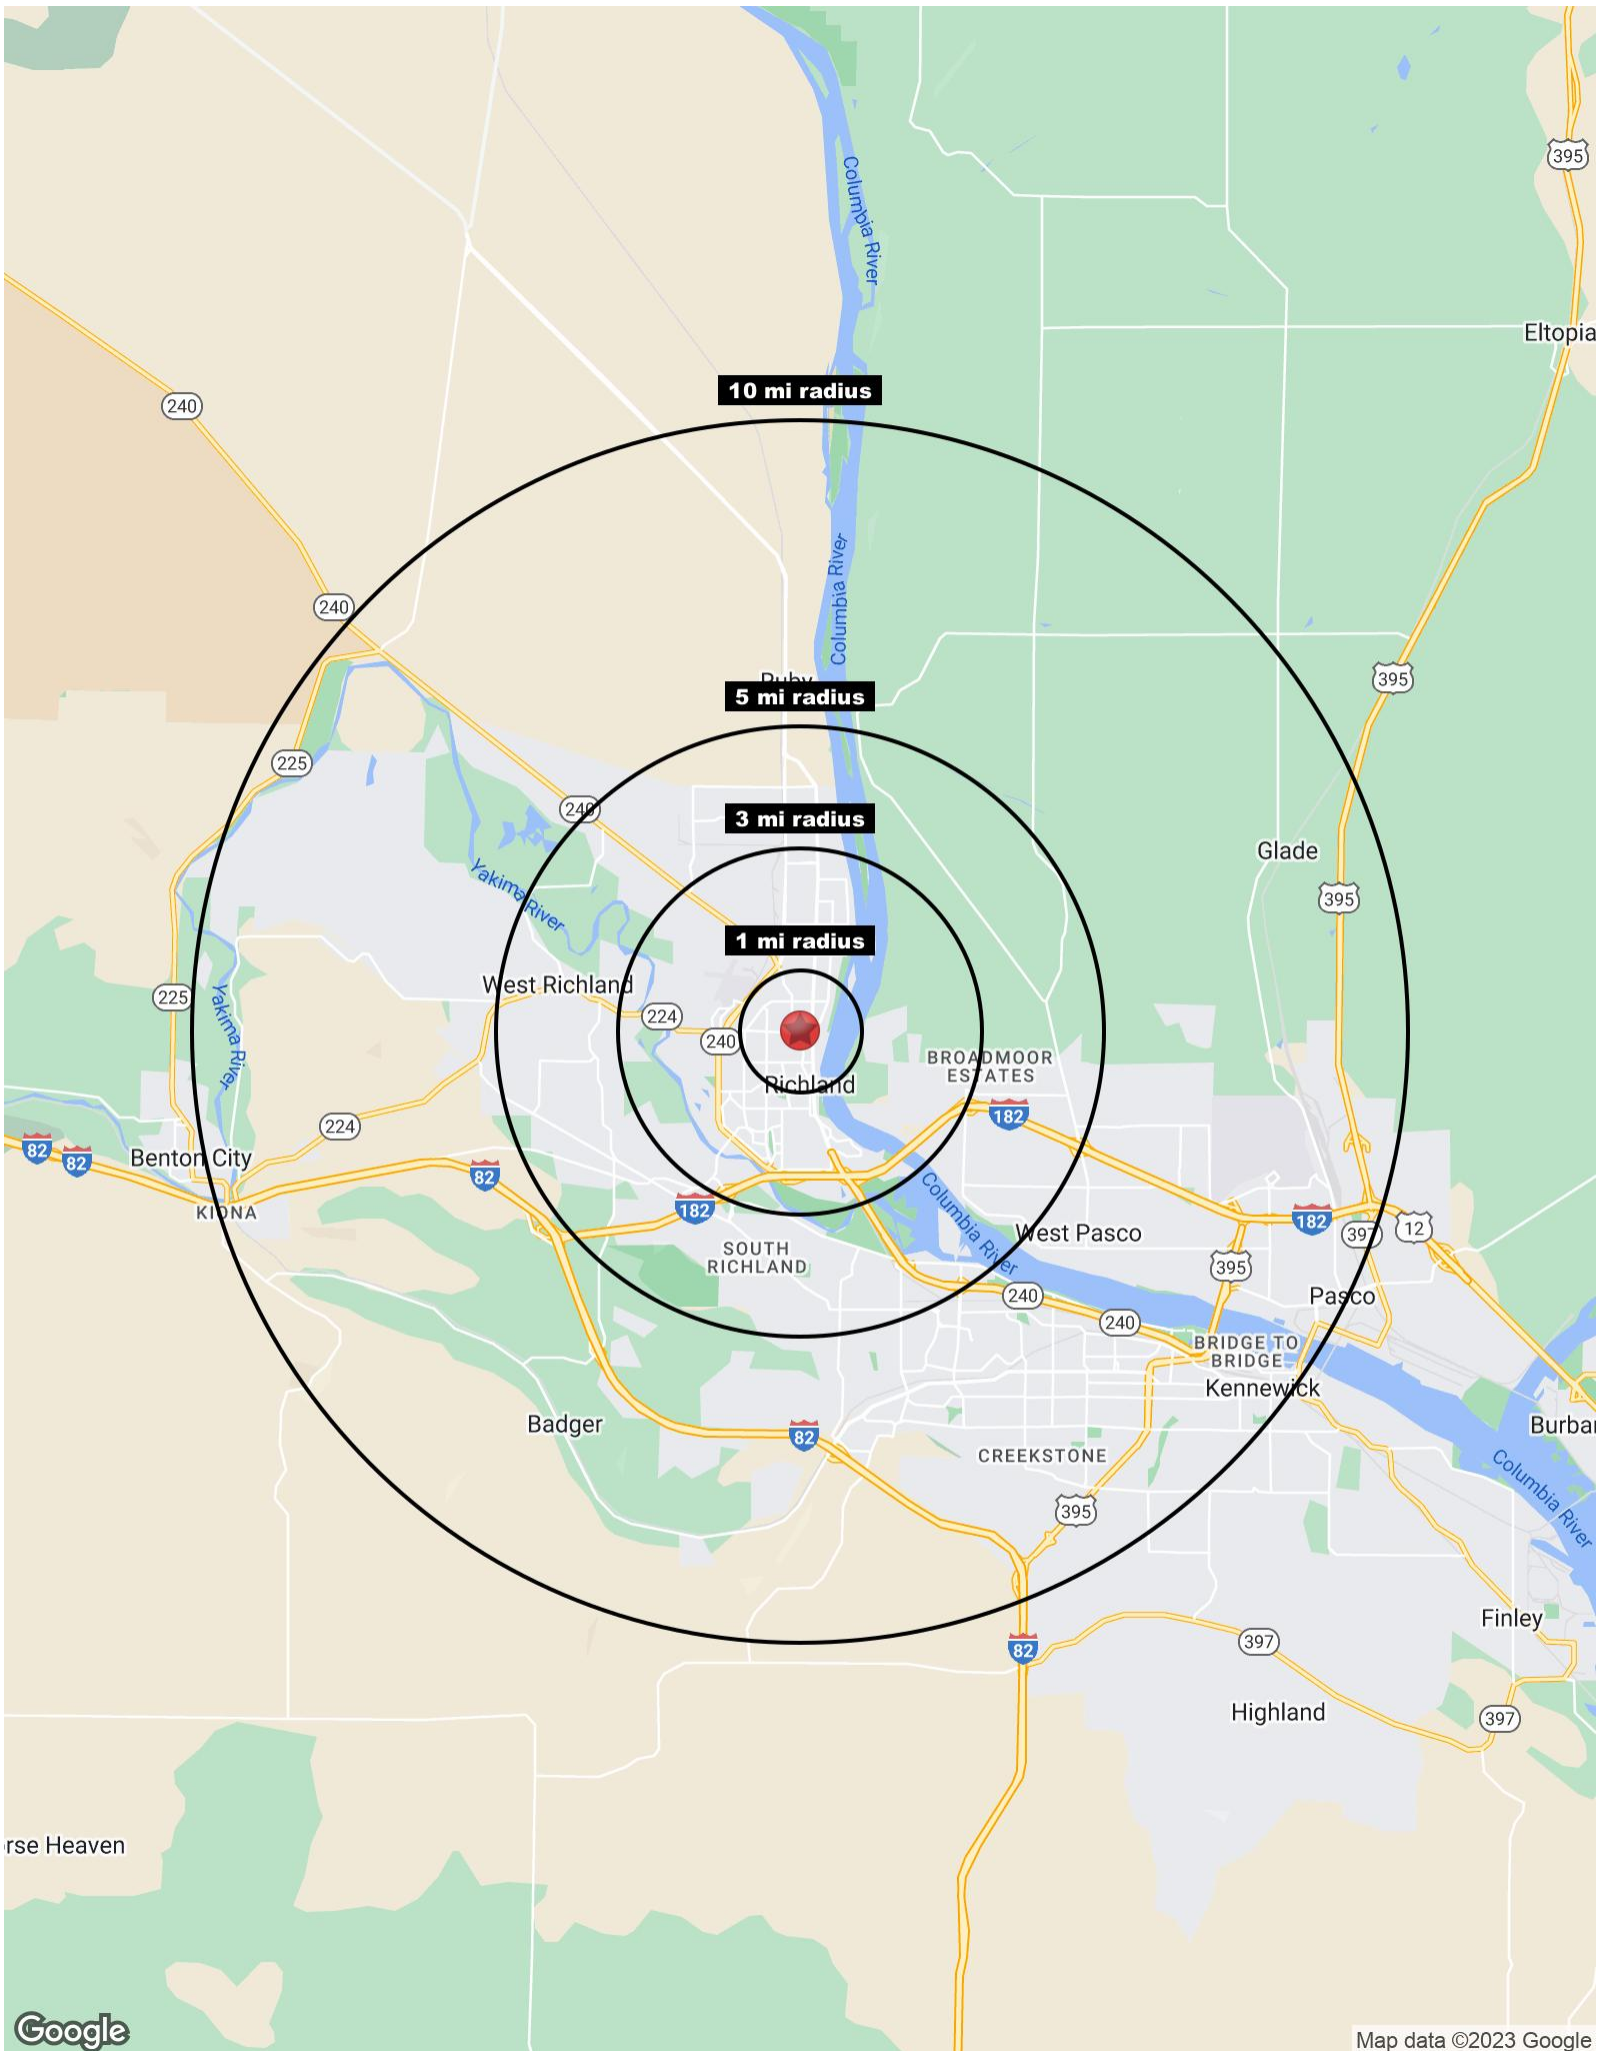 Columbia River
395
Eltopia
10 mi radius
240
Columbia River
240
395
Ruby
5 mi radius
225
240
3 mi radius
Glade
Yakima River
395
1 mi radius
West Richland
225
224
Yakima River
240
BROADMOOR
ESTATES
Richland
182
224
82
82
Benton City
82
KIONA
182
Columbia River
West Pasco
182
397
12
SOUTH
RICHLAND
395
240
Pasco
240
BRIDGE TO
BRIDGE
Kennewick
Badger
82
Burba
CREEKSTONE
Columbia River
395
Finley
397
82
Highland
397
rse Heaven
Google
Map data ©2023 Google